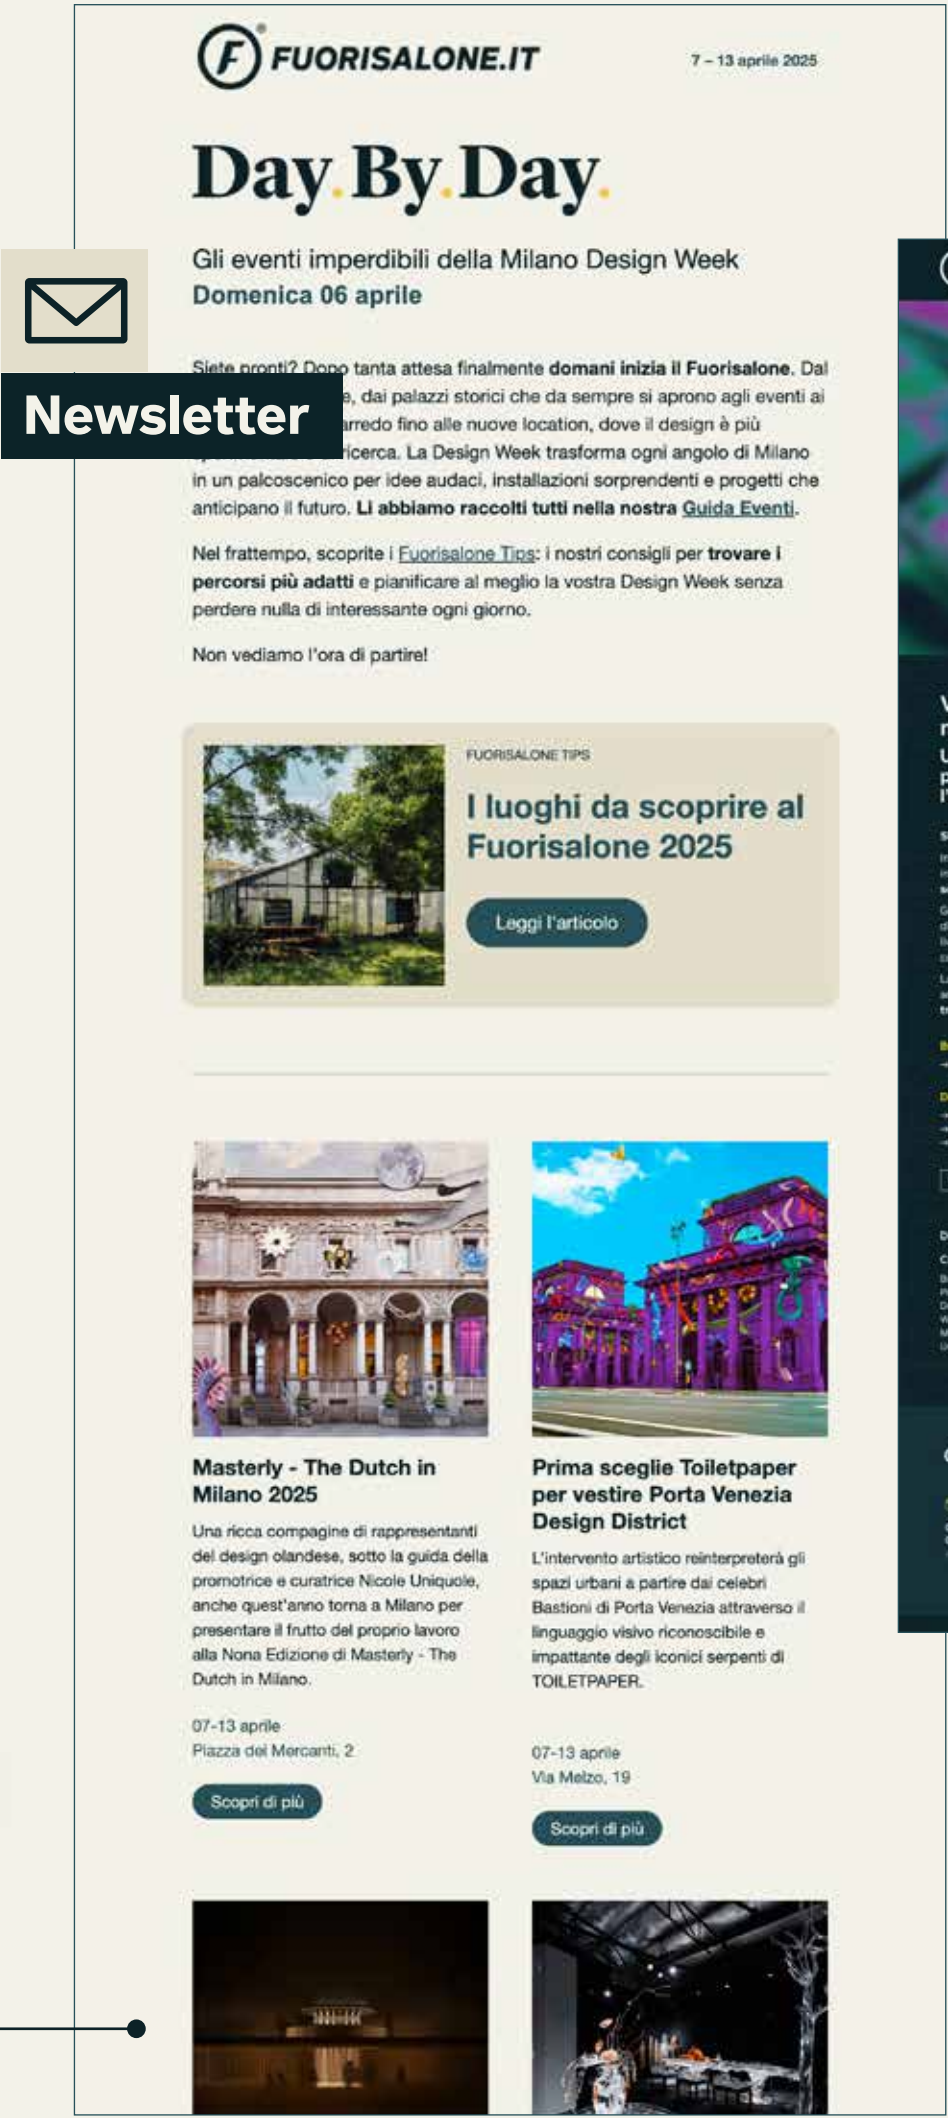 FUORISALONE.IT
7 – 13 aprile 2025
Day.By.Day.
Gli eventi imperdibili della Milano Design Week
Domenica 06 aprile
Newsletter
Siete pronti? Dopo tanta attesa finalmente domani inizia il Fuorisalone. Dal
, dai palazzi storici che da sempre si aprono agli eventi ai
arredo fino alle nuove location, dove il design è più
ricerca. La Design Week trasforma ogni angolo di Milano
in un palcoscenico per idee audaci, installazioni sorprendenti e progetti che
anticipano il futuro. Li abbiamo raccolti tutti nella nostra Guida Eventi.
Nel frattempo, scoprite i Fuorisalone Tips: i nostri consigli per trovare i
percorsi più adatti e pianificare al meglio la vostra Design Week senza
perdere nulla di interessante ogni giorno.
Non vediamo l'ora di partire!
FUORISALONE TIPS
I luoghi da scoprire al
Fuorisalone 2025
Leggi l'articolo
Masterly - The Dutch in
Milano 2025
Una ricca compagine di rappresentanti
del design olandese, sotto la guida della
promotrice e curatrice Nicole Uniquole,
anche quest'anno torna a Milano per
presentare il frutto del proprio lavoro
alla Nona Edizione di Masterly - The
Dutch in Milano.
07-13 aprile
Piazza dei Mercanti, 2
Scopri di più
Prima sceglie Toiletpaper
per vestire Porta Venezia
Design District
L'intervento artistico reinterpreterà gli
spazi urbani a partire dai celebri
Bastioni di Porta Venezia attraverso il
linguaggio visivo riconoscibile e
impattante degli iconici serpenti di
TOILETPAPER.
07-13 aprile
Via Melzo, 19
Scopri di più